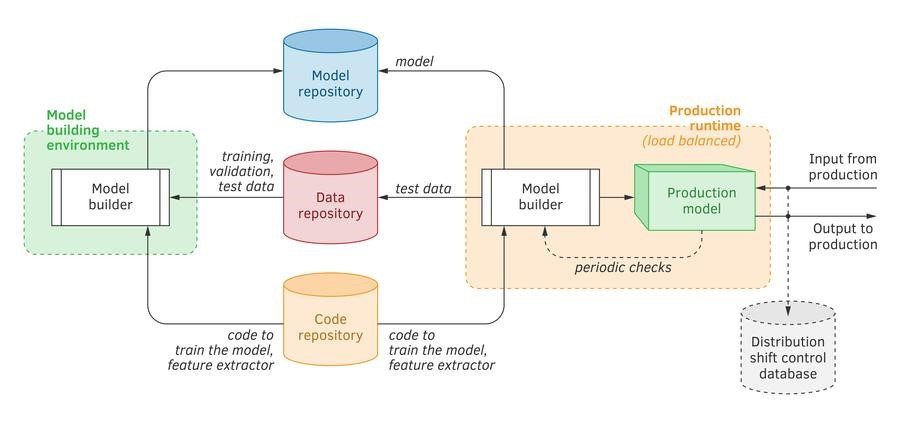 Model
repository
model
Model
building
environment
Production
runtime
(load balanced)
training,
validation,
test data
Model
builder
Data
repository
test data
Model
builder
Production
model
Input from
production
Output to
production
periodic checks
Code
repository
code to
train the model,
feature extractor
code to
train the model,
feature extractor
Distribution
shift control
database